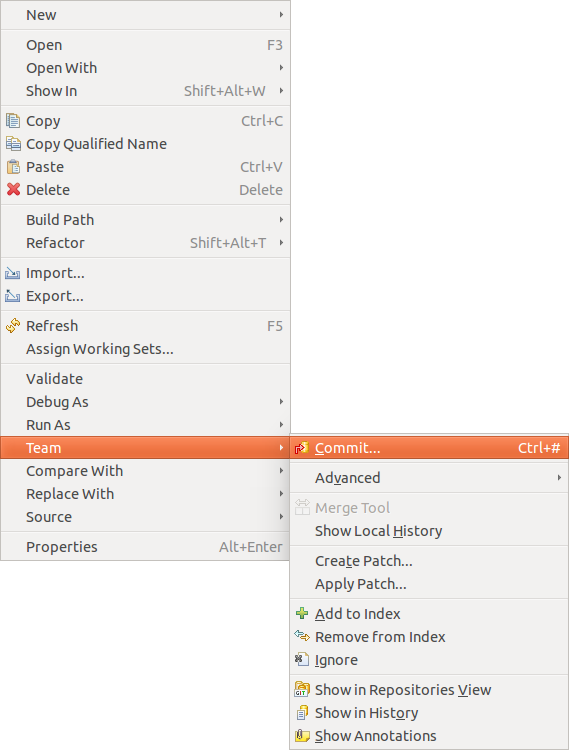 New
Open F3
Open With
Show In Shift+Alt+W
Copy Ctrl+C
Copy Qualified Name
Paste Ctrl+V
Delete Delete
Build Path
Refactor Shift+Alt+T
Import...
Export...
Refresh F5
Assign Working Sets...
Validate
Debug As
Run As
Team
Compare With
Replace With
Source
Properties Alt+Enter
Commit... Ctrl+#
Advanced
Merge Tool
Show Local History
Create Patch...
Apply Patch...
Add to Index
Remove from Index
Ignore
GIT Show in Repositories View
Show in History
Show Annotations